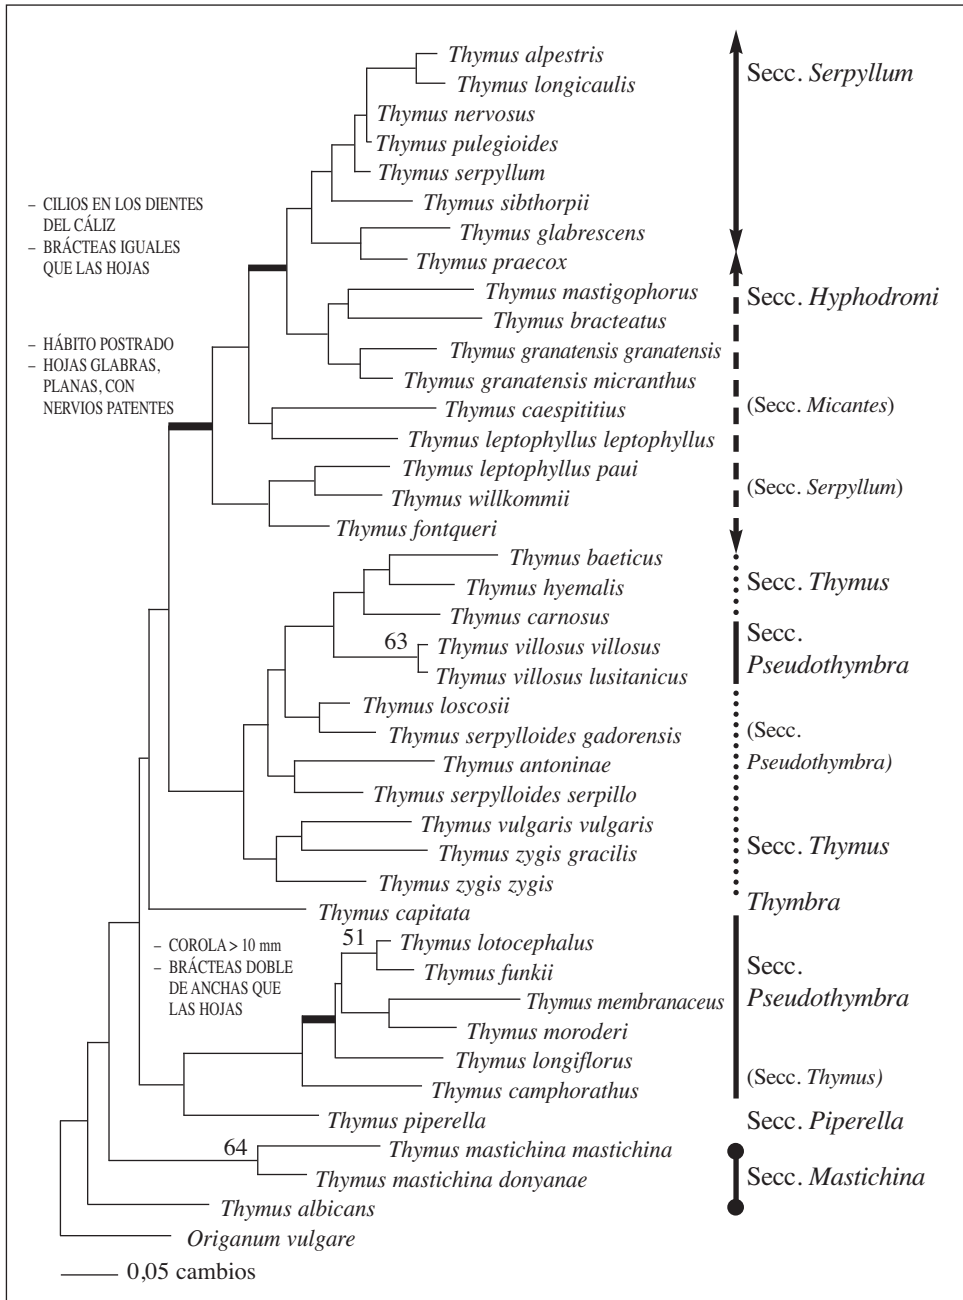 Thymus alpestris
Secc. Serpyllum
Thymus longicaulis
Thymus nervosus
Thymus pulegioides
Thymus serpyllum
– CILIOS EN LOS DIENTES
DEL CÁLIZ
– BRÁCTEAS IGUALES
QUE LAS HOJAS
Thymus sibthorpii
Thymus glabrescens
Thymus praecox
Thymus mastigophorus
Secc. Hyphodromi
Thymus bracteatus
– HÁBITO POSTRADO
– HOJAS GLABRAS,
PLANAS, CON
NERVIOS PATENTES
Thymus granatensis granatensis
Thymus granatensis micranthus
Thymus caespititius
(Secc. Micantes)
Thymus leptophyllus leptophyllus
Thymus leptophyllus paui
(Secc. Serpyllum)
Thymus willkommii
Thymus fontqueri
Thymus baeticus
Secc. Thymus
Thymus hyemalis
Thymus carnosus
Secc.
Pseudothymbra
63
Thymus villosus villosus
Thymus villosus lusitanicus
Thymus loscosii
(Secc.
Pseudothymbra)
Thymus serpylloides gadorensis
Thymus antoninae
Thymus serpylloides serpillo
Thymus vulgaris vulgaris
Secc. Thymus
Thymus zygis gracilis
Thymus zygis zygis
Thymbra
Thymus capitata
– COROLA > 10 mm
– BRÁCTEAS DOBLE
DE ANCHAS QUE
LAS HOJAS
51
Thymus lotocephalus
Secc.
Pseudothymbra
Thymus funkii
Thymus membranaceus
Thymus moroderi
Thymus longiflorus
(Secc. Thymus)
Thymus camphorathus
Thymus piperella
Secc. Piperella
64
Thymus mastichina mastichina
Thymus mastichina donyanae
Secc. Mastichina
Thymus albicans
Origanum vulgare
0,05 cambios